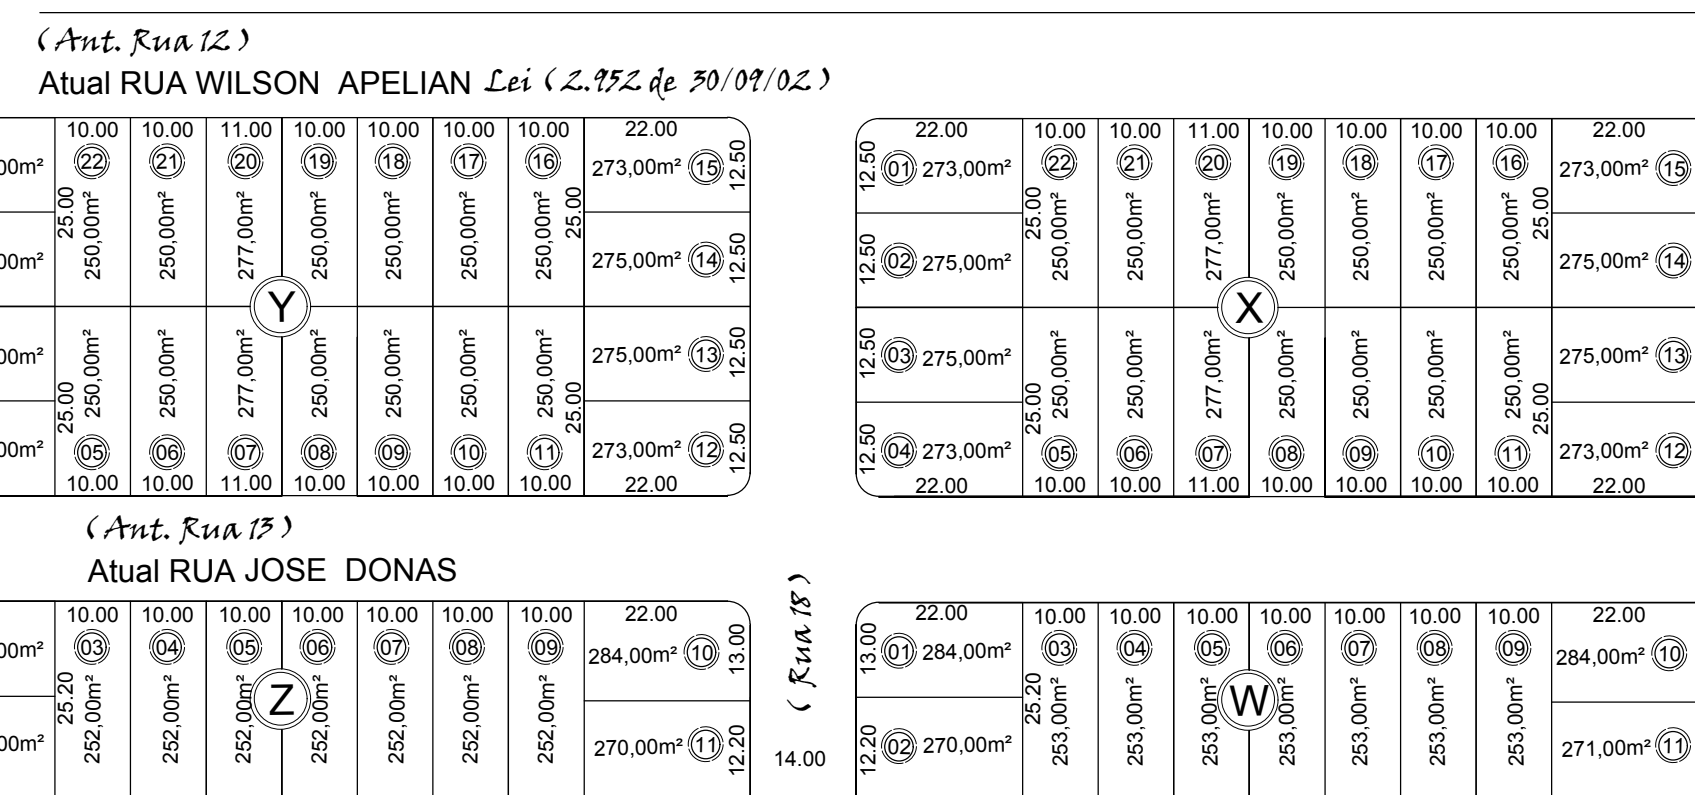 (Ant. Rua 12)
Atual RUA WILSON APELIAN Lei (2.952 de 30/09/02)
10.00 10.00 11.00 10.00 10.00 10.00 10.00 22.00
00m² 22 21 20 19 18 17 16 273,00m² 15 12.50
25.00 250,00m² 250,00m² 277,00m² 250,00m² 250,00m² 250,00m² 250,00m² 25.00
00m² 275,00m² 14 12.50
Y
00m² 275,00m² 13 12.50
25.00 250,00m² 250,00m² 277,00m² 250,00m² 250,00m² 250,00m² 250,00m² 25.00
00m² 05 06 07 08 09 10 11 273,00m² 12 12.50
10.00 10.00 11.00 10.00 10.00 10.00 10.00 22.00
22.00 10.00 10.00 11.00 10.00 10.00 10.00 10.00 22.00
12.50 01 273,00m² 22 21 20 19 18 17 16 273,00m² 15
25.00 250,00m² 250,00m² 277,00m² 250,00m² 250,00m² 250,00m² 250,00m² 25.00
12.50 02 275,00m² 275,00m² 14
X
12.50 03 275,00m² 275,00m² 13
25.00 250,00m² 250,00m² 277,00m² 250,00m² 250,00m² 250,00m² 250,00m² 25.00
12.50 04 273,00m² 05 06 07 08 09 10 11 273,00m² 12
22.00 10.00 10.00 11.00 10.00 10.00 10.00 10.00 22.00
(Ant. Rua 13)
Atual RUA JOSE DONAS
10.00 10.00 10.00 10.00 10.00 10.00 10.00 22.00
00m² 03 04 05 06 07 08 09 284,00m² 10 13.00
25.20 252,00m² 252,00m² 252,00m² 252,00m² 252,00m² 252,00m² 252,00m²
Z
00m² 270,00m² 11 12.20
(Rua 18)
14.00
22.00 10.00 10.00 10.00 10.00 10.00 10.00 10.00 22.00
13.00 01 284,00m² 03 04 05 06 07 08 09 284,00m² 10
25.20 253,00m² 253,00m² 253,00m² 253,00m² 253,00m² 253,00m² 253,00m²
W
12.20 02 270,00m² 271,00m² 11